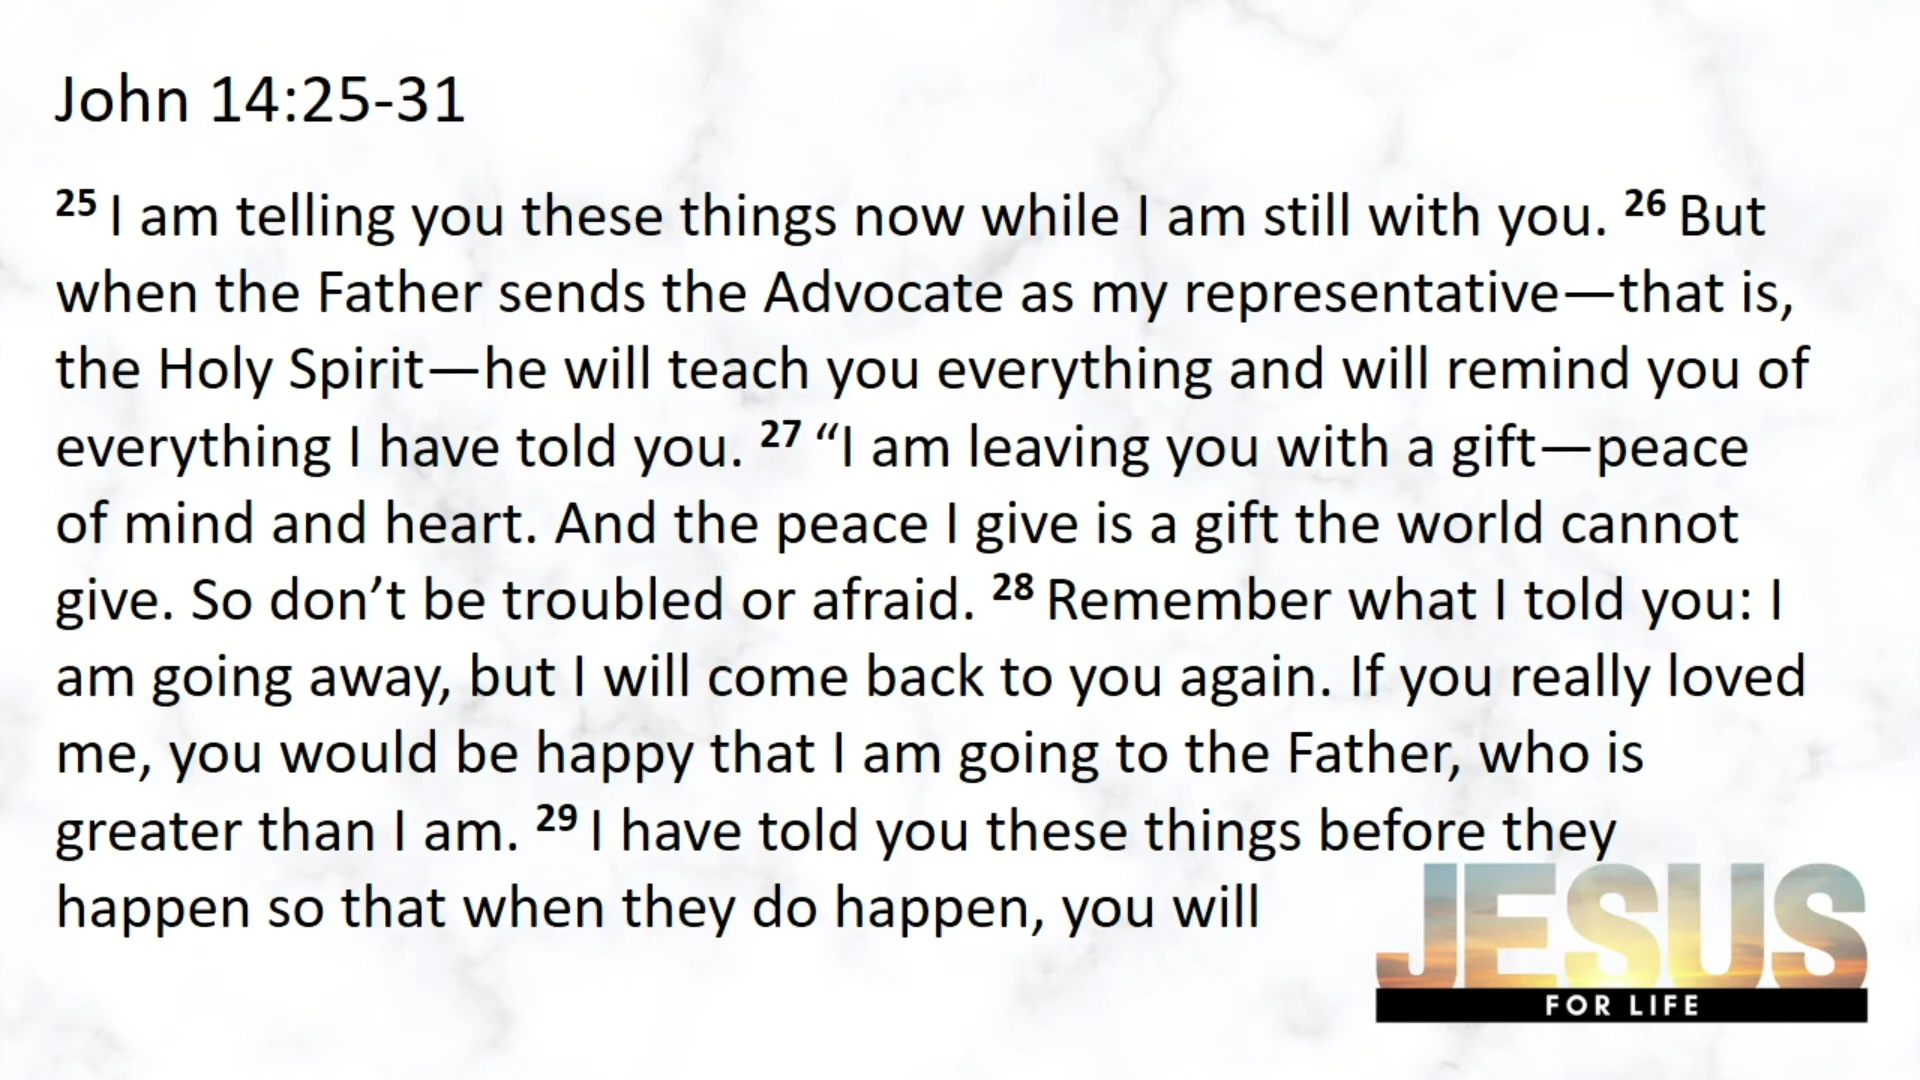 John 14:25-31
25 I am telling you these things now while I am still with you. 26 But
when the Father sends the Advocate as my representative—that is,
the Holy Spirit—he will teach you everything and will remind you of
everything I have told you. 27 “I am leaving you with a gift—peace
of mind and heart. And the peace I give is a gift the world cannot
give. So don’t be troubled or afraid. 28 Remember what I told you: I
am going away, but I will come back to you again. If you really loved
me, you would be happy that I am going to the Father, who is
greater than I am. 29 I have told you these things before they
happen so that when they do happen, you will
JESUS
FOR LIFE